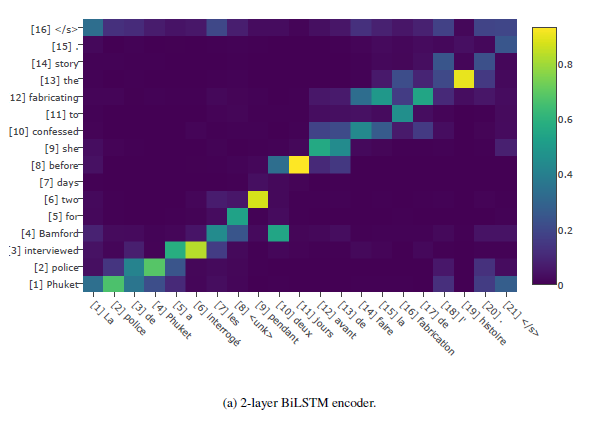 [16] </s>
[15] .
[14] story
[13] the
12] fabricating
[11] to
[10] confessed
[9] she
[8] before
[7] days
[6] two
[5] for
[4] Bamford
[3] interviewed
[2] police
[1] Phuket
0.8
0.6
0.4
0.2
0
[1] La
[2] police
[3] de
[4] Phuket
[5] a
[6] interrogé
[7] les
[8] <unk>
[9] pendant
[10] deux
[11] jours
[12] avant
[13] de
[14] faire
[15] la
[16] fabrication
[17] de
[18] l'
[19] histoire
[20] .
[21] </s>
(a) 2-layer BiLSTM encoder.